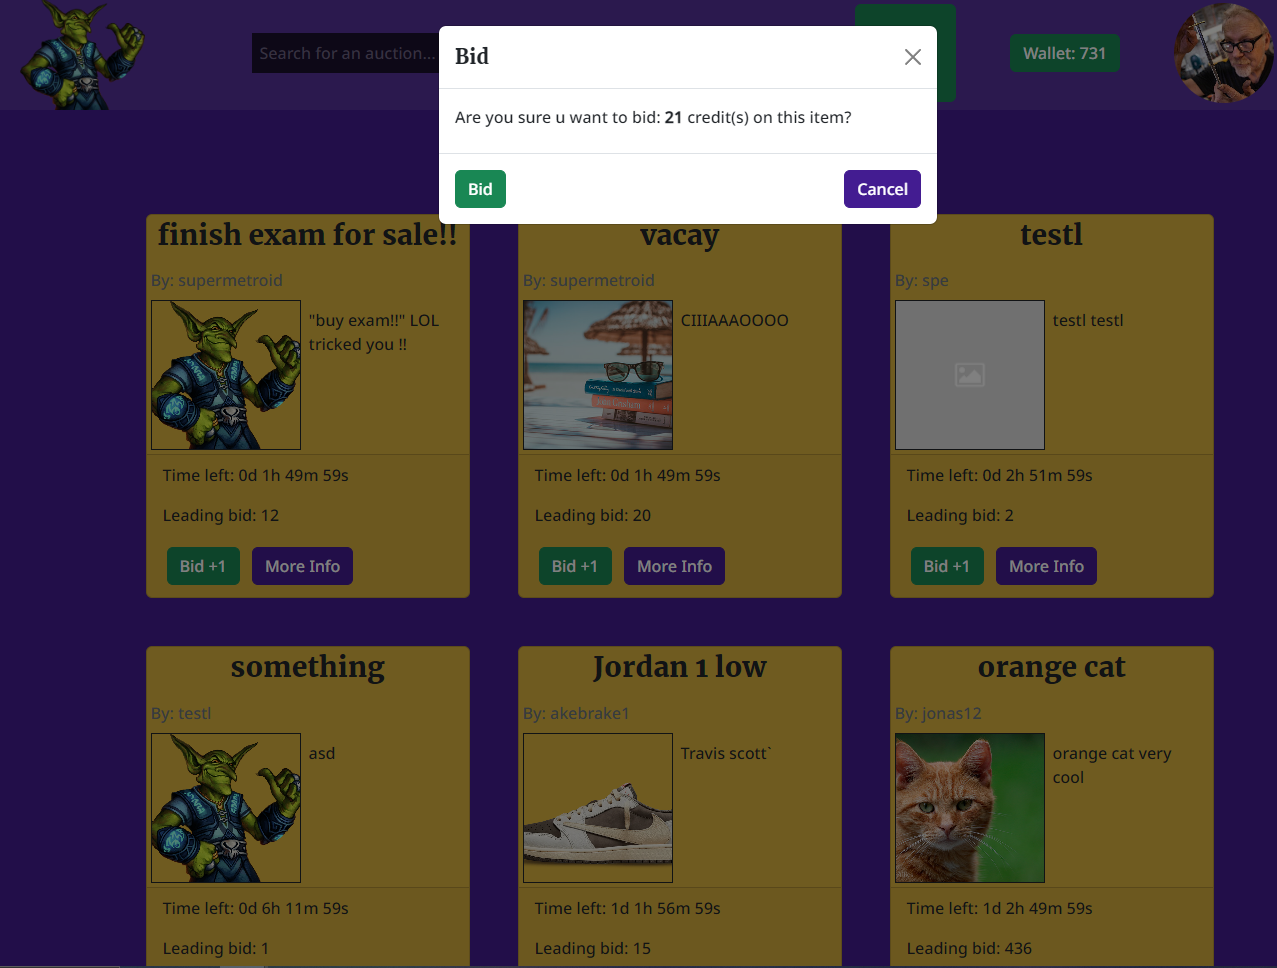 Search for an auction...
Wallet: 731
Bid
Are you sure u want to bid: 21 credit(s) on this item?
Bid
Cancel
finish exam for sale!!
By: supermetroid
"buy exam!!" LOL
tricked you !!
Time left: 0d 1h 49m 59s
Leading bid: 12
Bid +1
More Info
vacay
By: supermetroid
CIIIAAAOOOO
Time left: 0d 1h 49m 59s
Leading bid: 20
Bid +1
More Info
testl
By: spe
testl testl
Time left: 0d 2h 51m 59s
Leading bid: 2
Bid +1
More Info
something
By: testl
asd
Time left: 0d 6h 11m 59s
Leading bid: 1
Jordan 1 low
By: akebrake1
Travis scott`
Time left: 1d 1h 56m 59s
Leading bid: 15
orange cat
By: jonas12
orange cat very
cool
Time left: 1d 2h 49m 59s
Leading bid: 436